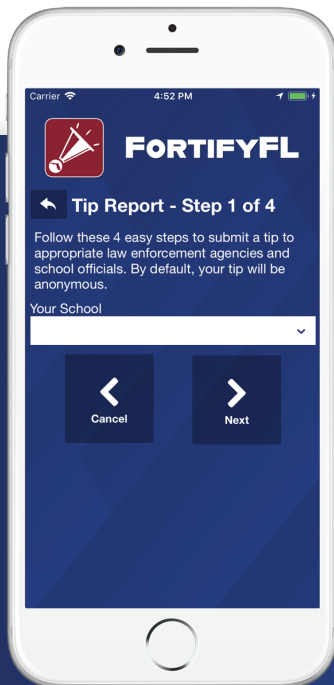 Carrier 4:52 PM
FORTIFYFL
Tip Report - Step 1 of 4
Follow these 4 easy steps to submit a tip to
appropriate law enforcement agencies and
school officials. By default, your tip will be
anonymous.
Your School
Cancel Next